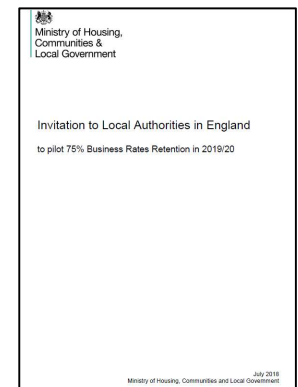 Ministry of Housing,
Communities &
Local Government
Invitation to Local Authorities in England
to pilot 75% Business Rates Retention in 2019/20
July 2018
Ministry of Housing, Communities and Local Government